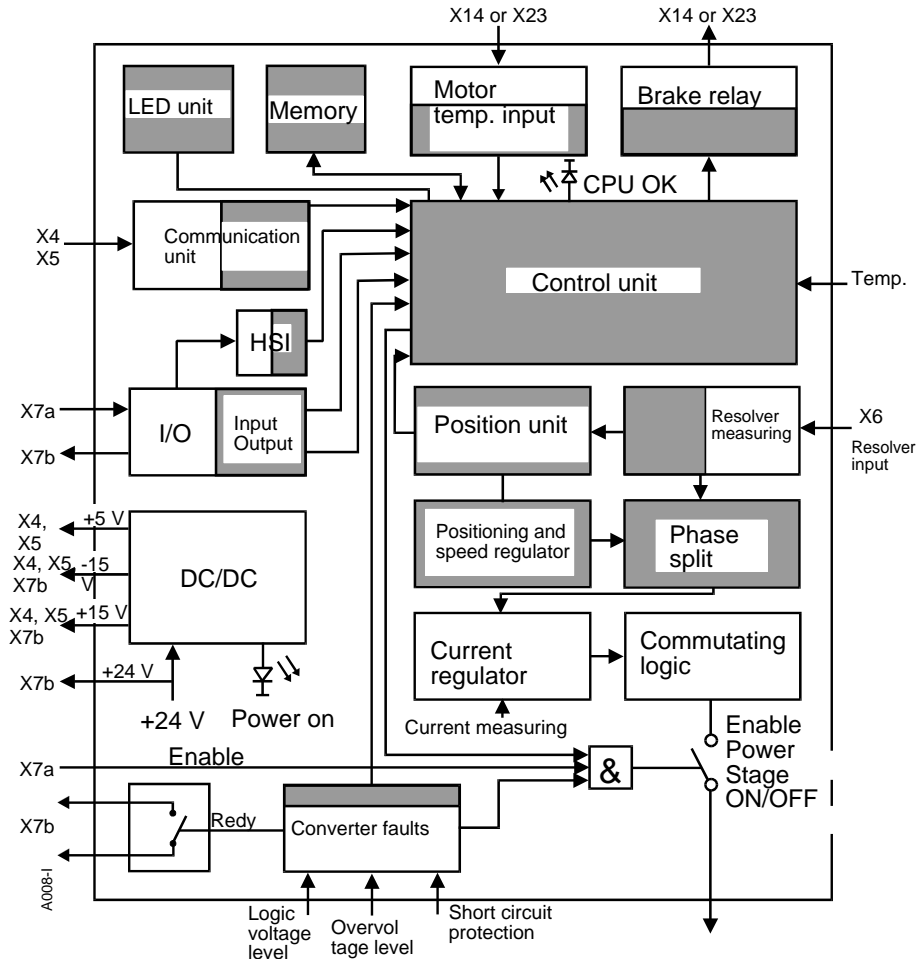 X14 or X23
X14 or X23
LED unit
Memory
Motor
temp. input
Brake relay
CPU OK
X4
X5
Communication
unit
Control unit
Temp.
HSI
X7a
X7b
I/O
Input
Output
Position unit
Resolver
measuring
X6
Resolver
input
X4,
X5
+5 V
X4, X5
X7b
-15
V
X4, X5
X7b
+15 V
DC/DC
Positioning and
speed regulator
Phase
split
X7b
+24 V
+24 V
Power on
Current
regulator
Commutating
logic
Current measuring
Enable
Power
Stage
ON/OFF
X7a
Enable
&
X7b
Redy
Converter faults
A008-I
Logic
voltage
level
Overvol
tage level
Short circuit
protection